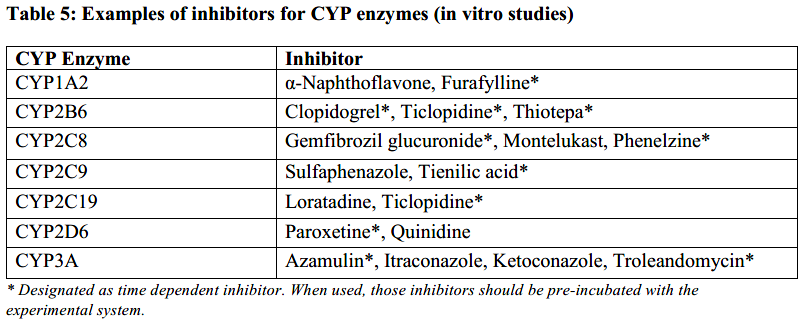 Table 5: Examples of inhibitors for CYP enzymes (in vitro studies)
CYP Enzyme Inhibitor
CYP1A2 α-Naphthoflavone, Furafylline*
CYP2B6 Clopidogrel*, Ticlopidine*, Thiotepa*
CYP2C8 Gemfibrozil glucuronide*, Montelukast, Phenelzine*
CYP2C9 Sulfaphenazole, Tienilic acid*
CYP2C19 Loratadine, Ticlopidine*
CYP2D6 Paroxetine*, Quinidine
CYP3A Azamulin*, Itraconazole, Ketoconazole, Troleandomycin*
* Designated as time dependent inhibitor. When used, those inhibitors should be pre-incubated with the
experimental system.